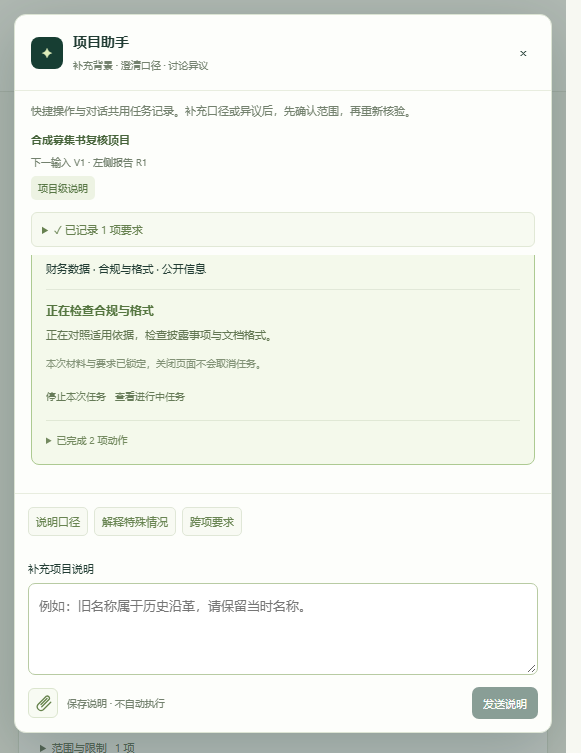 项目助手
补充背景 · 澄清口径 · 讨论异议
×
快捷操作与对话共用任务记录。补充口径或异议后，先确认范围，再重新核验。
合成募集书复核项目
下一输入 V1 · 左侧报告 R1
项目级说明
▶ ✓ 已记录 1 项要求
财务数据 · 合规与格式 · 公开信息
正在检查合规与格式
正在对照适用依据，检查披露事项与文档格式。
本次材料与要求已锁定，关闭页面不会取消任务。
停止本次任务 查看进行中任务
▶ 已完成 2 项动作
说明口径 解释特殊情况 跨项要求
补充项目说明
例如：旧名称属于历史沿革，请保留当时名称。
保存说明 · 不自动执行 发送说明
▶ 范围与限制 1 项